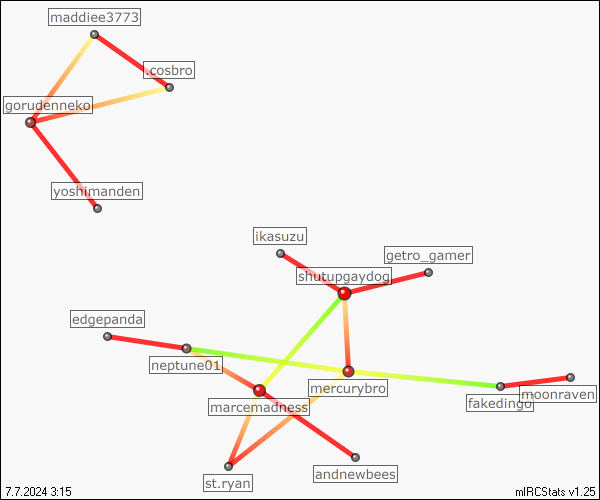 maddiee3773
.cosbro
gorudenneko
yoshimanden
ikasuzu
getro_gamer
shutupgaydog
edgepanda
neptune01
mercurybro
moonraven
fakedingo
marcemadness
andnewbees
st.ryan
7.7.2024 3:15
mIRCStats v1.25